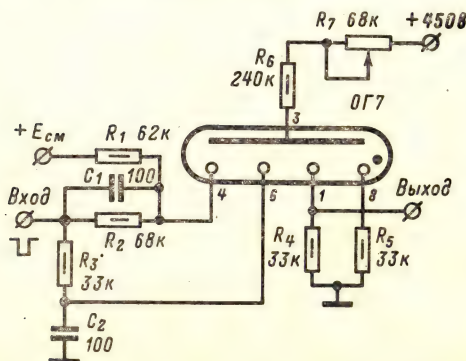 R7 68к
+450В
R6
240к
ОГ7
3
+ Eсм
R1 62к
C1 100
Вход
R2 68к
4
6
1
8
Выход
R3
33к
R4
33к
R5
33к
C2
100